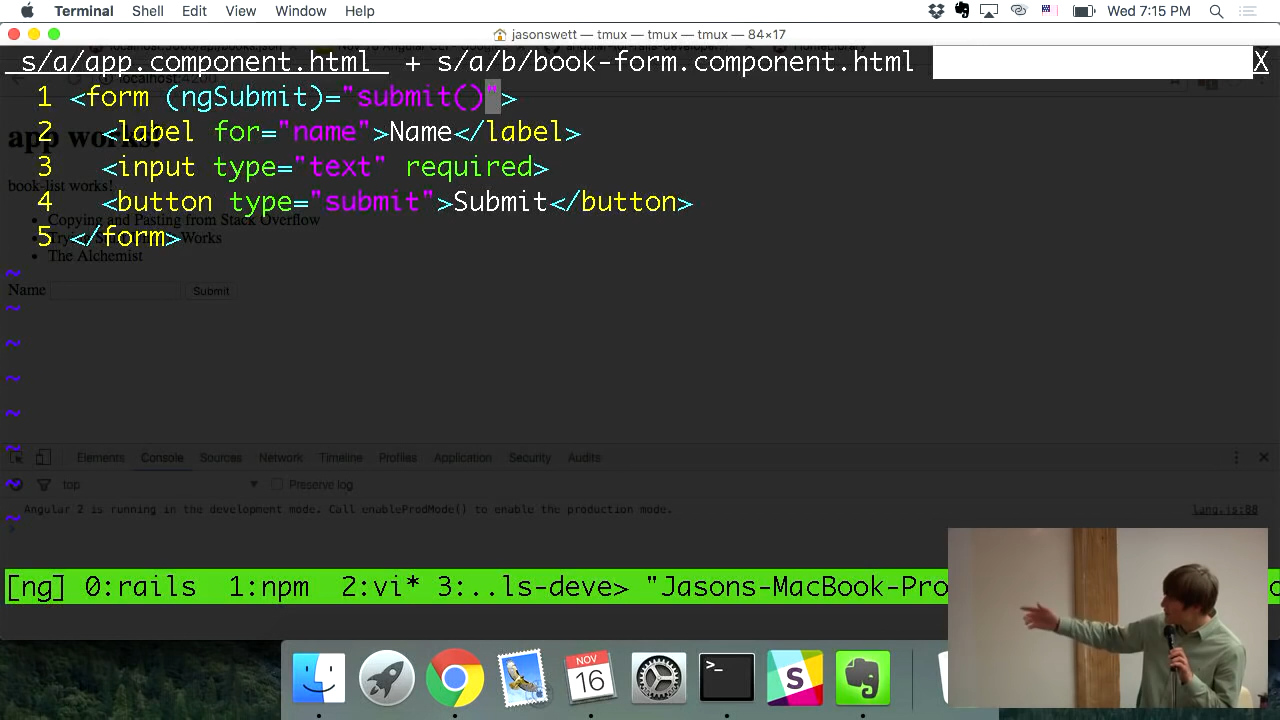 Terminal Shell Edit View Window Help Wed 7:15 PM
jasonswett — tmux — tmux — tmux — 84×17
s/a/app.component.html + s/a/b/book-form.component.html X
1 <form (ngSubmit)="submit()">
2 <label for="name">Name</label>
3 <input type="text" required>
4 <button type="submit">Submit</button>
5 </form>
~
~
~
~
~
~
~
~
app works!
book-list works!
Copying and Pasting from Stack Overflow
The Alchemist
Name Submit
Elements Console Sources Network Timeline Profiles Application Security Audits
top Preserve log
Angular 2 is running in the development mode. Call enableProdMode() to enable the production mode. lang.js:88
[ng] 0:rails 1:npm 2:vi* 3:..ls-deve> "Jasons-MacBook-Pro
NOV
16